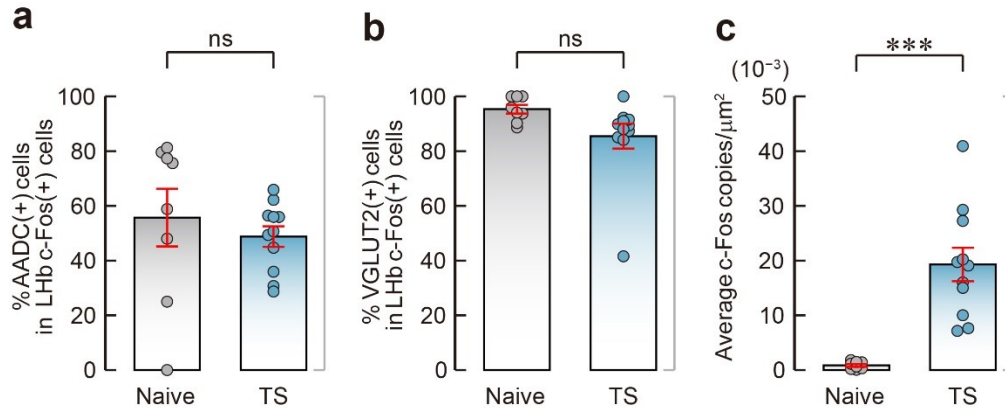 a
ns
% AADC(+) cells
in LHb c-Fos(+) cells
100
80
60
40
20
0
Naive
TS
b
ns
% VGLUT2(+) cells
in LHb c-Fos(+) cells
100
80
60
40
20
0
Naive
TS
c
***
(10⁻³)
Average c-Fos copies/μm²
50
40
30
20
10
0
Naive
TS